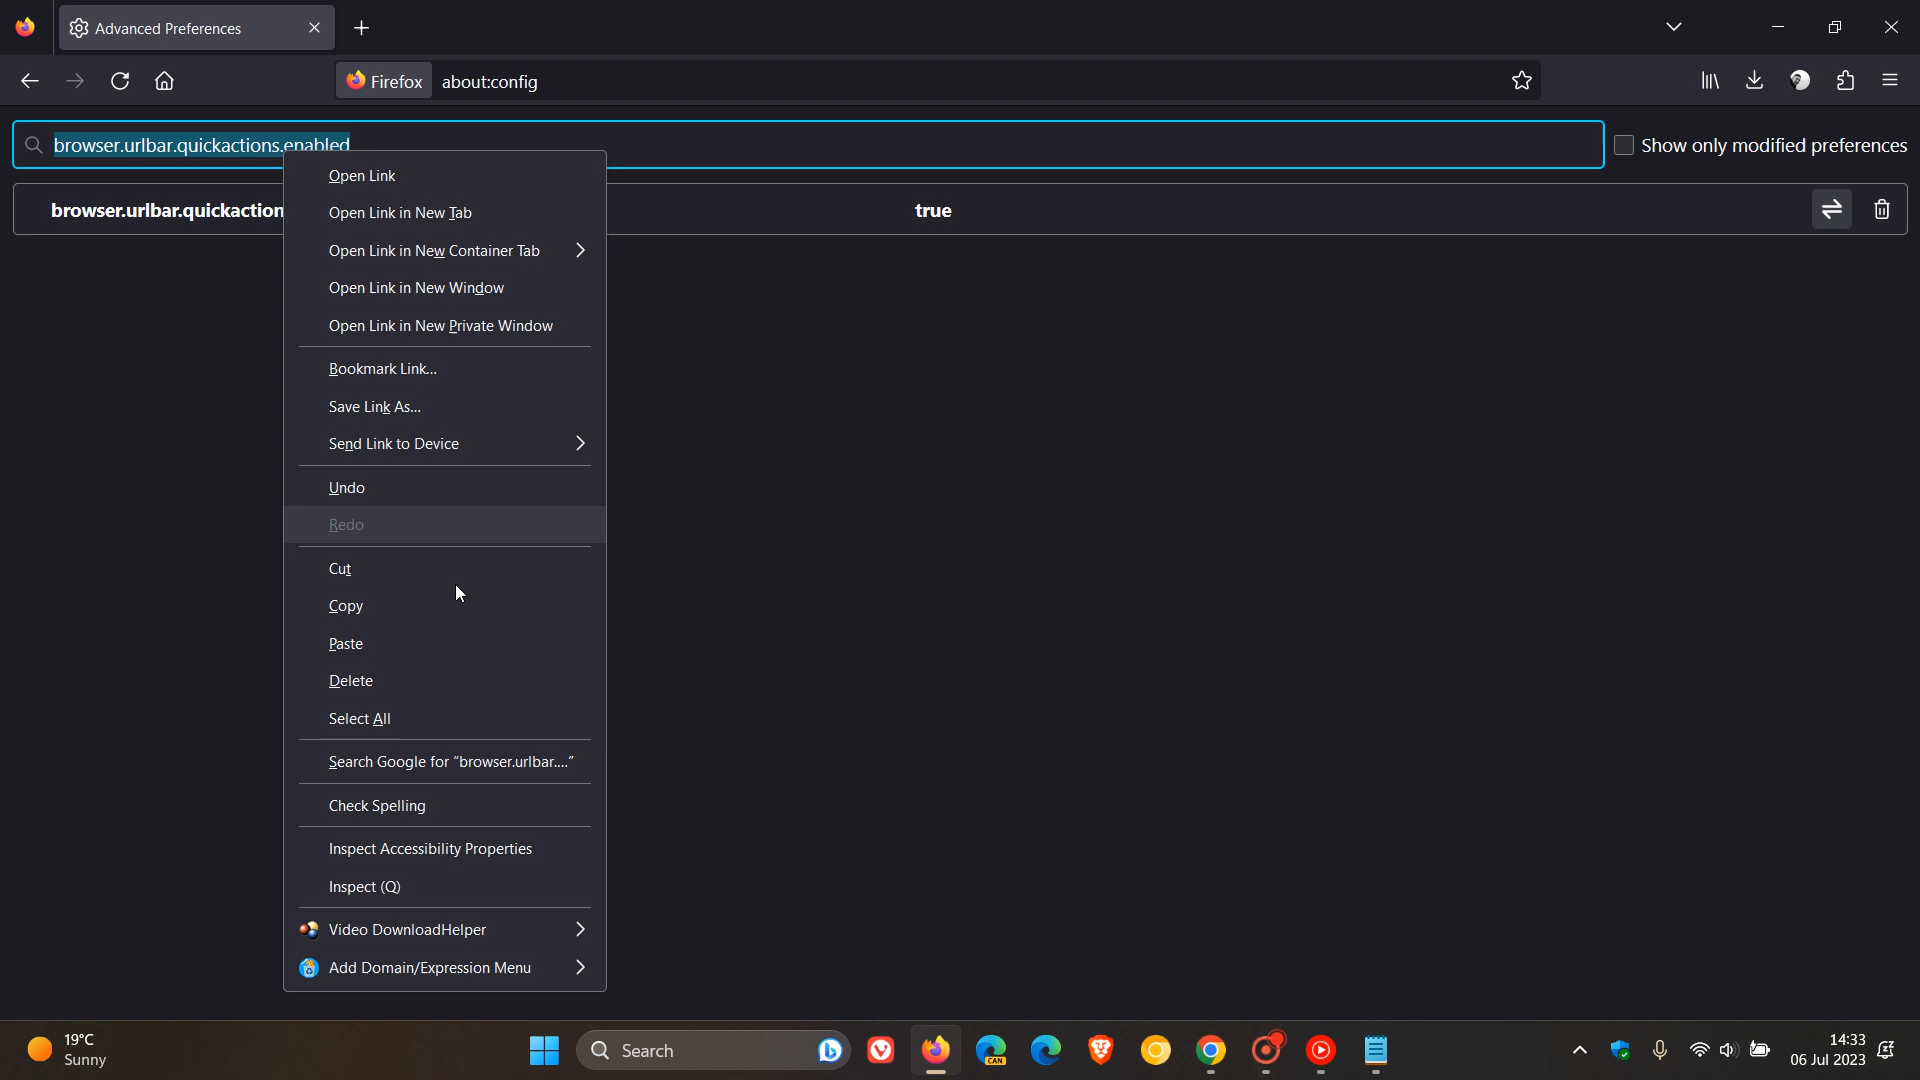 Advanced Preferences
Firefox about:config
browser.urlbar.quickactions.enabled
Show only modified preferences
browser.urlbar.quickaction true
Open Link
Open Link in New Tab
Open Link in New Container Tab
Open Link in New Window
Open Link in New Private Window
Bookmark Link...
Save Link As...
Send Link to Device
Undo
Redo
Cut
Copy
Paste
Delete
Select All
Search Google for “browser.urlbar....”
Check Spelling
Inspect Accessibility Properties
Inspect (Q)
Video DownloadHelper
Add Domain/Expression Menu
19°C
Sunny
Search
CAN
14:33
06 Jul 2023